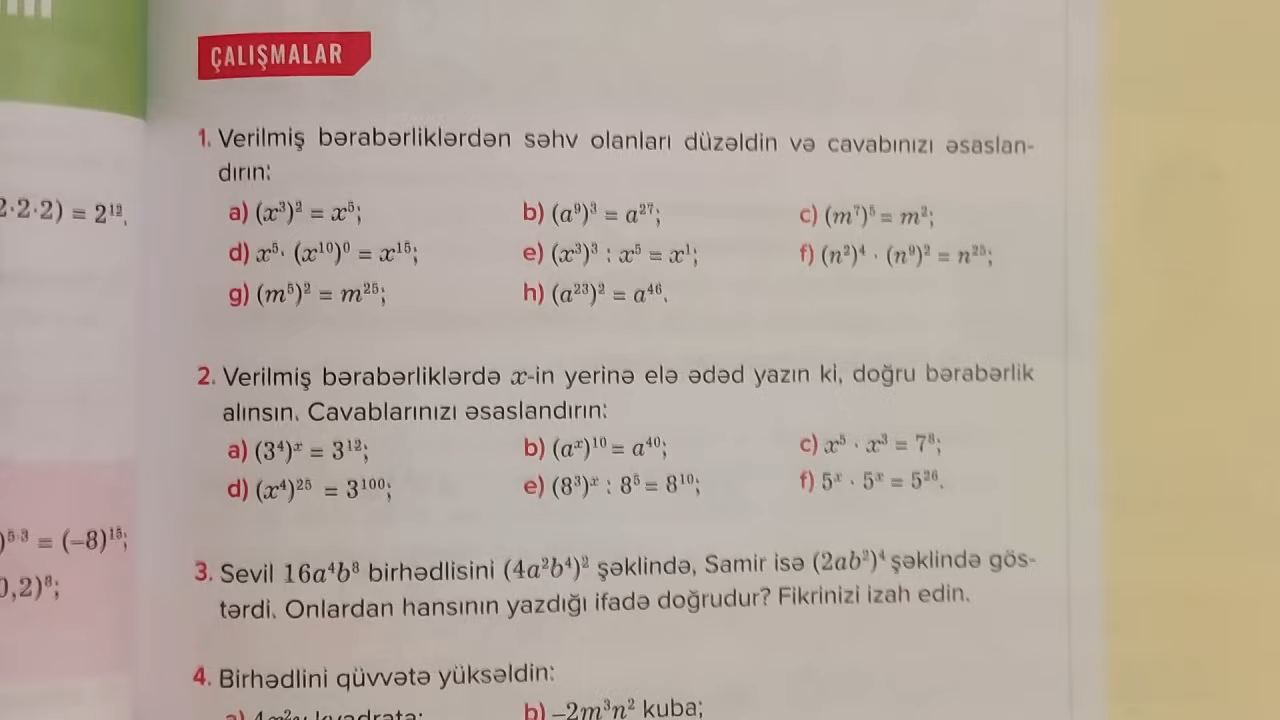 ÇALIŞMALAR
2·2·2) = 2¹².
)⁵·³ = (–8)¹⁵;
0,2)⁸;
1. Verilmiş bərabərliklərdən səhv olanları düzəldin və cavabınızı əsaslan-
dırın:
a) (x³)² = x⁵; b) (a⁹)³ = a²⁷; c) (m⁷)⁵ = m²;
d) x⁵· (x¹⁰)⁰ = x¹⁵; e) (x³)³ : x⁵ = x¹; f) (n²)⁴ · (n⁹)² = n²⁵;
g) (m⁵)² = m²⁵; h) (a²³)² = a⁴⁶.
2. Verilmiş bərabərliklərdə x-in yerinə elə ədəd yazın ki, doğru bərabərlik
alınsın. Cavablarınızı əsaslandırın:
a) (3⁴)ˣ = 3¹²; b) (aˣ)¹⁰ = a⁴⁰; c) x⁵ · x³ = 7⁸;
d) (x⁴)²⁵ = 3¹⁰⁰; e) (8³)ˣ : 8⁵ = 8¹⁰; f) 5ˣ · 5ˣ = 5²⁶.
3. Sevil 16a⁴b⁸ birhədlisini (4a²b⁴)² şəklində, Samir isə (2ab²)⁴ şəklində gös-
tərdi. Onlardan hansının yazdığı ifadə doğrudur? Fikrinizi izah edin.
4. Birhədlini qüvvətə yüksəldin:
b) –2m³n² kuba;